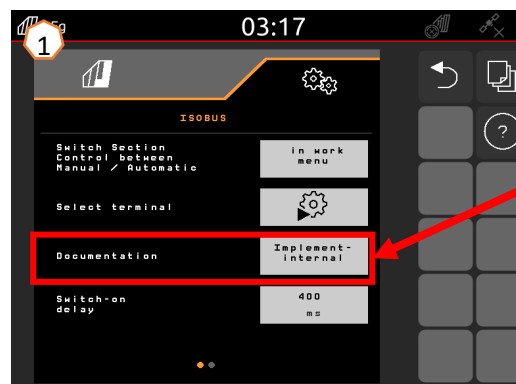 03:17
1
ISOBUS
Switch Section
Control between
Manual / Automatic
in work
menu
Select terminal
Documentation
Implement-
internal
Switch-on
delay
400
ms
?